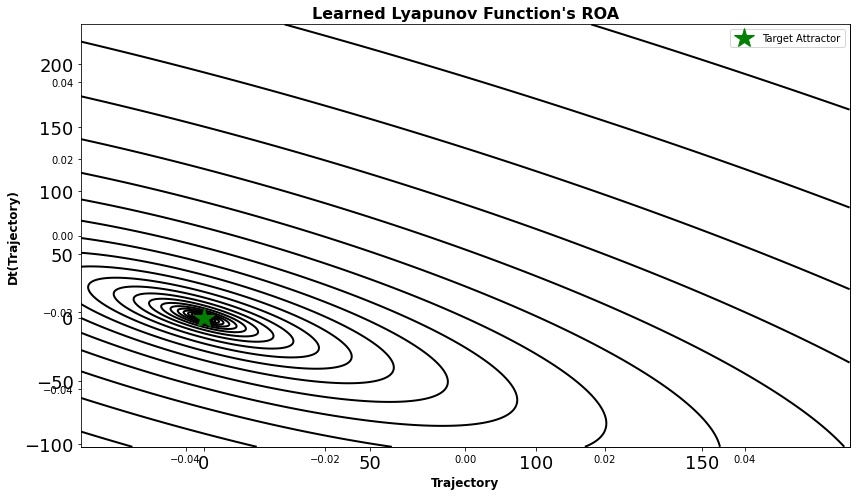 Learned Lyapunov Function's ROA
Target Attractor
200
0.04
150
0.02
100
0.00
50
−0.02
0
−50
−0.04
−100
Dt(Trajectory)
−0.04 0 −0.02 50 0.00 100 0.02 150 0.04
Trajectory